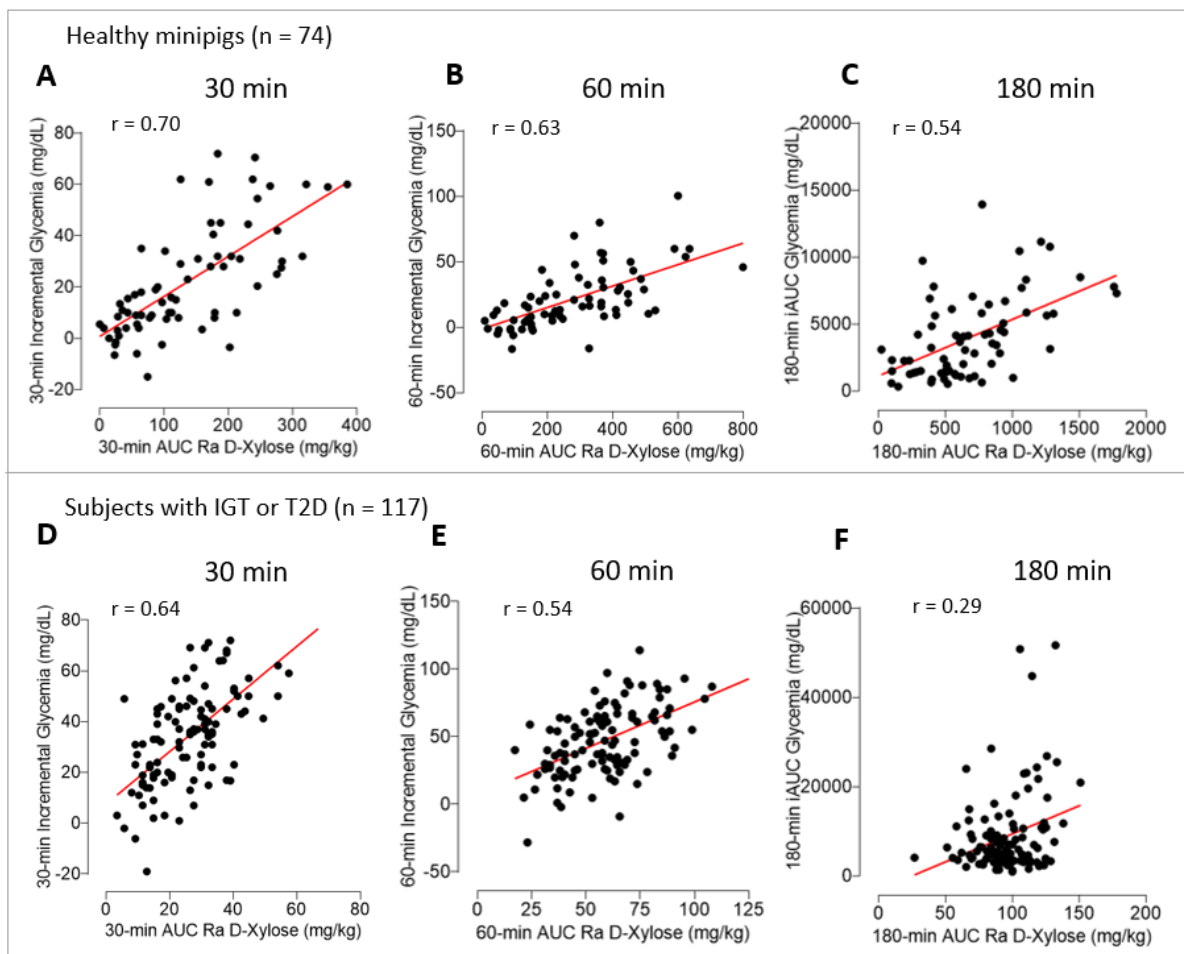 Healthy minipigs (n = 74)
A
30 min
r = 0.70
30-min Incremental Glycemia (mg/dL)
80
60
40
20
0
-20
0 100 200 300 400
30-min AUC Ra D-Xylose (mg/kg)
B
60 min
r = 0.63
60-min Incremental Glycemia (mg/dL)
150
100
50
0
-50
0 200 400 600 800
60-min AUC Ra D-Xylose (mg/kg)
C
180 min
r = 0.54
180-min iAUC Glycemia (mg/dL)
20000
15000
10000
5000
0
0 500 1000 1500 2000
180-min AUC Ra D-Xylose (mg/kg)
Subjects with IGT or T2D (n = 117)
D
30 min
r = 0.64
30-min Incremental Glycemia (mg/dL)
80
60
40
20
0
-20
0 20 40 60 80
30-min AUC Ra D-Xylose (mg/kg)
E
60 min
r = 0.54
60-min Incremental Glycemia (mg/dL)
150
100
50
0
-50
0 25 50 75 100 125
60-min AUC Ra D-Xylose (mg/kg)
F
180 min
r = 0.29
180-min iAUC Glycemia (mg/dL)
60000
40000
20000
0
0 50 100 150 200
180-min AUC Ra D-Xylose (mg/kg)